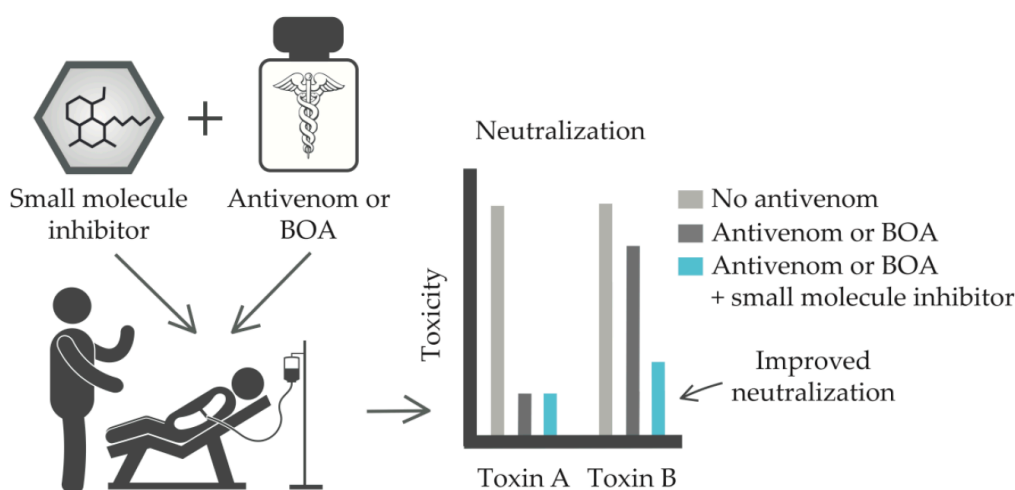 Small molecule
inhibitor
+
Antivenom or
BOA
Neutralization
Toxicity
No antivenom
Antivenom or BOA
Antivenom or BOA
+ small molecule inhibitor
Improved
neutralization
Toxin A
Toxin B